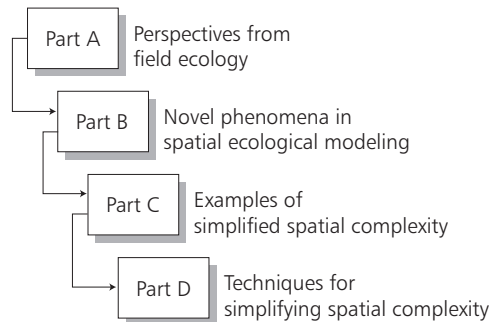 Part A
Perspectives from
field ecology
Part B
Novel phenomena in
spatial ecological modeling
Part C
Examples of
simplified spatial complexity
Part D
Techniques for
simplifying spatial complexity